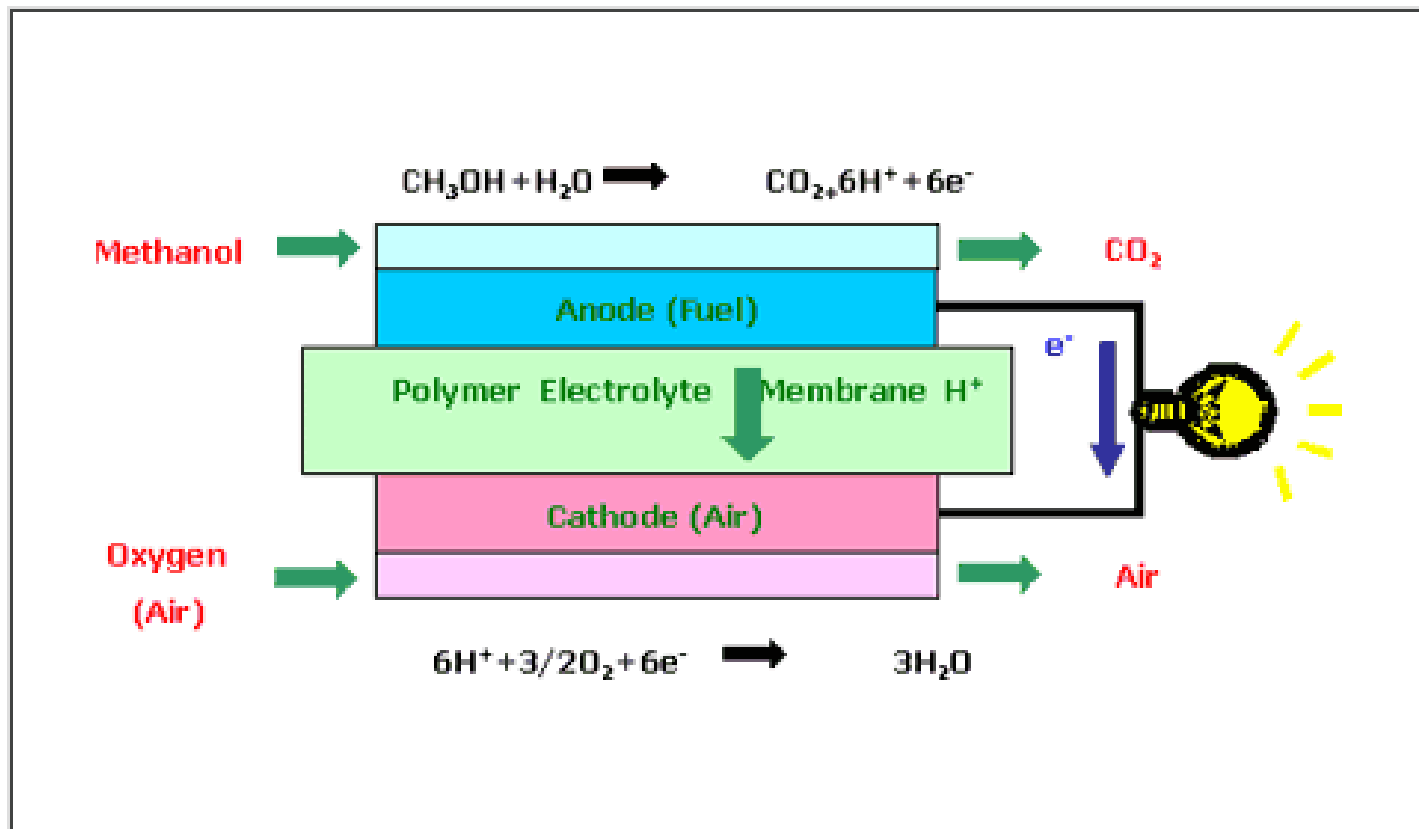 CH₃OH+H₂O CO₂₊6H⁺+6e⁻
Methanol CO₂
Anode (Fuel)
e⁻
Polymer Electrolyte Membrane H⁺
Cathode (Air)
Oxygen
(Air)
Air
6H⁺+3/2O₂+6e⁻ 3H₂O